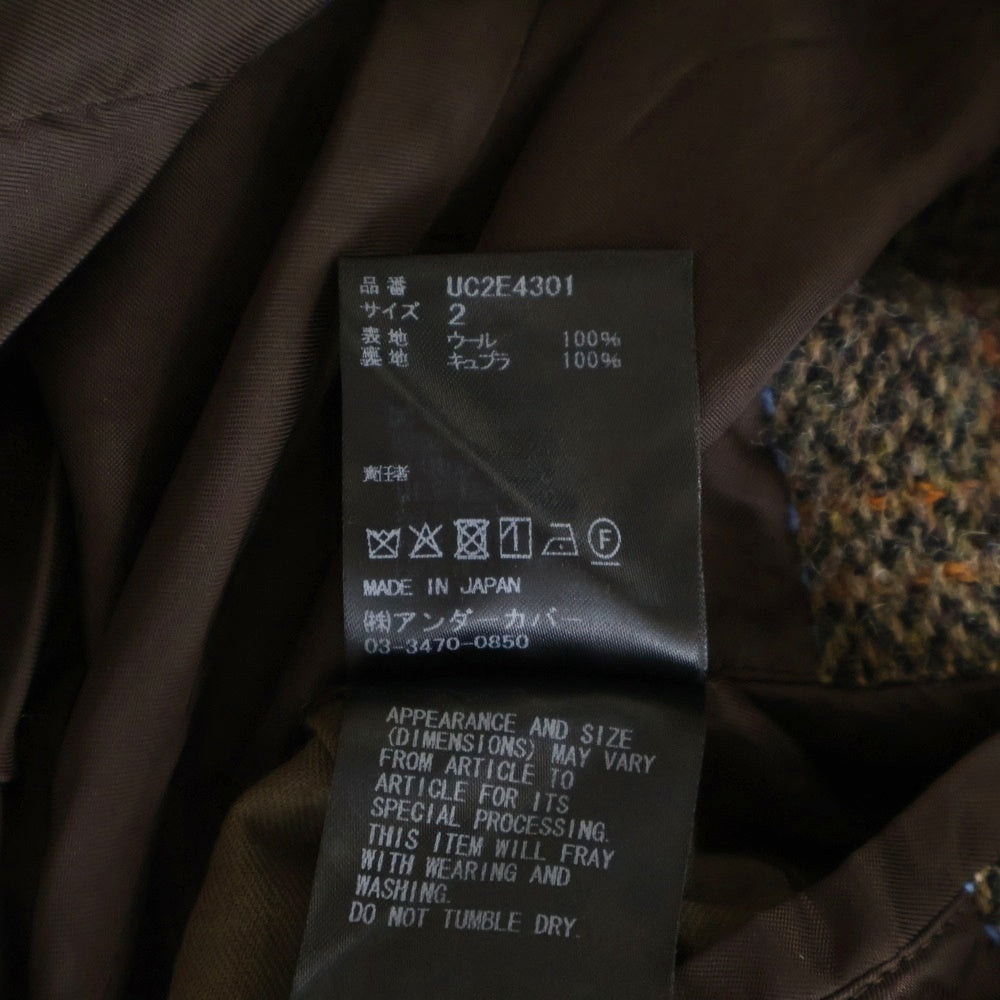 品番 UC2E4301
サイズ 2
表地 ウール 100%
裏地 キュプラ 100%
責任者
F
MADE IN JAPAN
㈱アンダーカバー
03-3470-0850
APPEARANCE AND SIZE
(DIMENSIONS) MAY VARY
FROM ARTICLE TO
ARTICLE FOR ITS
SPECIAL PROCESSING.
THIS ITEM WILL FRAY
WITH WEARING AND
WASHING.
DO NOT TUMBLE DRY.